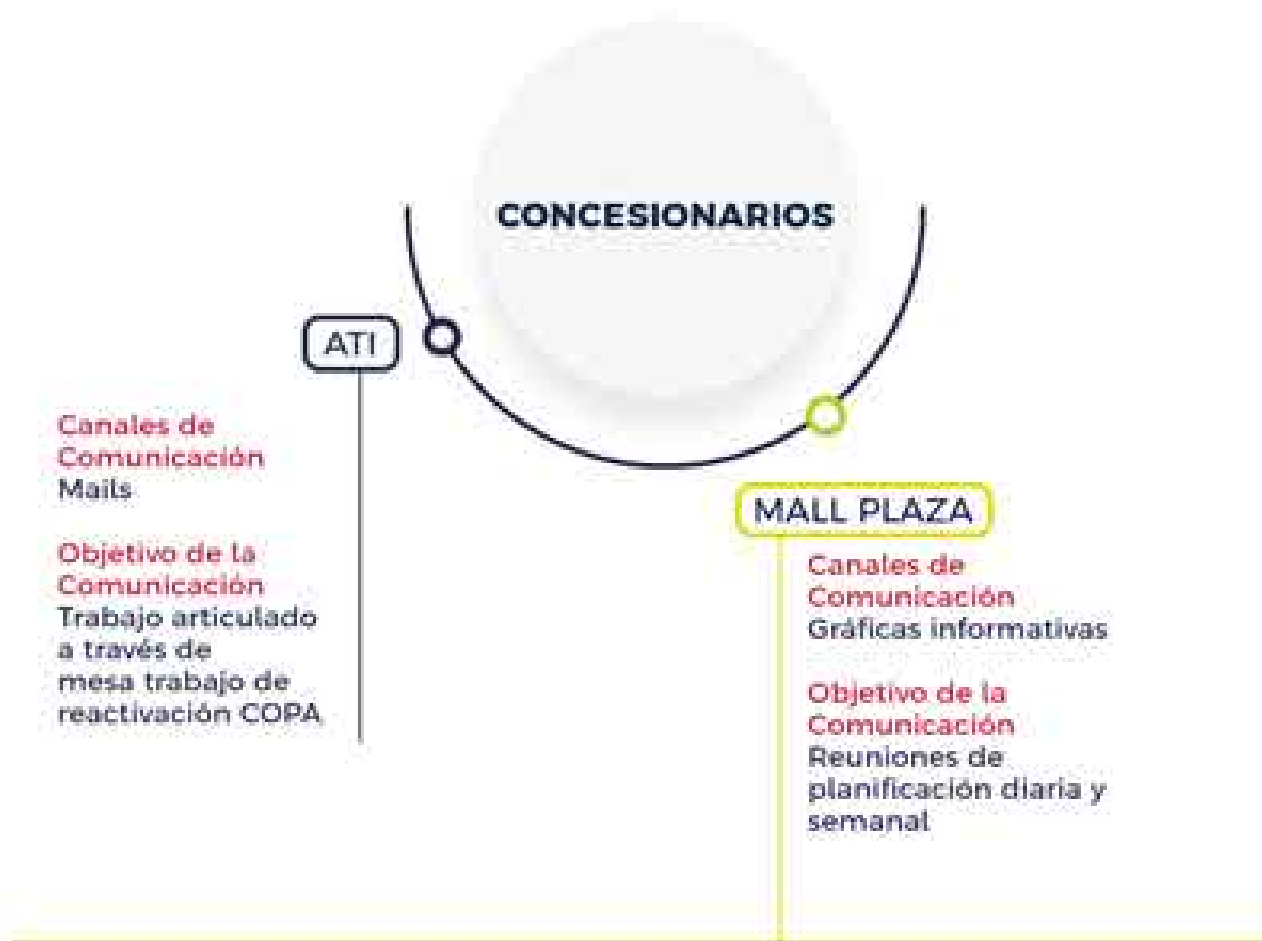 CONCESIONARIOS
ATI
Canales de
Comunicación
Mails
Objetivo de la
Comunicación
Trabajo articulado
a través de
mesa trabajo de
reactivación COPA
MALL PLAZA
Canales de
Comunicación
Gráficas informativas
Objetivo de la
Comunicación
Reuniones de
planificación diaria y
semanal